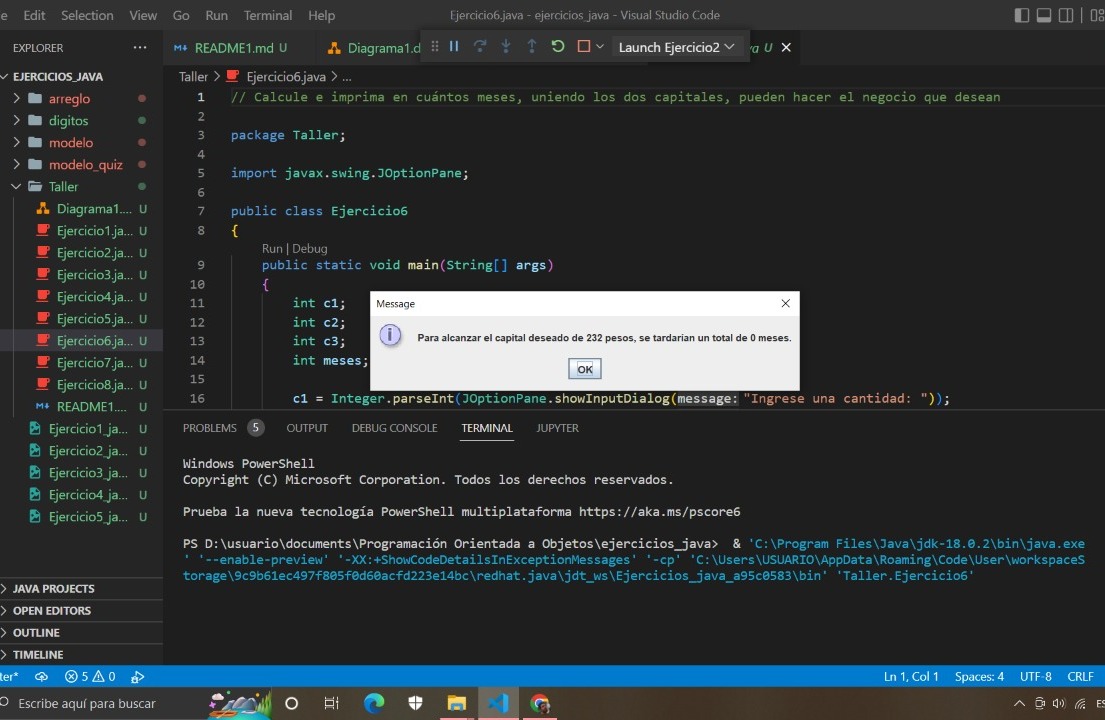 Edit Selection View Go Run Terminal Help Ejercicio6.java - ejercicios_java - Visual Studio Code
EXPLORER ···
README1.md U
Diagrama1.d
Launch Ejercicio2
U
EJERCICIOS_JAVA
arreglo
digitos
modelo
modelo_quiz
Taller
Diagrama1.... U
Ejercicio1.ja... U
Ejercicio2.ja... U
Ejercicio3.ja... U
Ejercicio4.ja... U
Ejercicio5.ja... U
Ejercicio6.ja... U
Ejercicio7.ja... U
Ejercicio8.ja... U
README1.... U
Ejercicio1_ja... U
Ejercicio2_ja... U
Ejercicio3_ja... U
Ejercicio4_ja... U
Ejercicio5_ja... U
JAVA PROJECTS
OPEN EDITORS
OUTLINE
TIMELINE
Taller > Ejercicio6.java > ...
1 // Calcule e imprima en cuántos meses, uniendo los dos capitales, pueden hacer el negocio que desean
2
3 package Taller;
4
5 import javax.swing.JOptionPane;
6
7 public class Ejercicio6
8 {
Run | Debug
9 public static void main(String[] args)
10 {
11 int c1;
12 int c2;
13 int c3;
14 int meses;
15
16 c1 = Integer.parseInt(JOptionPane.showInputDialog(message: "Ingrese una cantidad: "));
Message
Para alcanzar el capital deseado de 232 pesos, se tardarían un total de 0 meses.
OK
PROBLEMS 5 OUTPUT DEBUG CONSOLE TERMINAL JUPYTER
Windows PowerShell
Copyright (C) Microsoft Corporation. Todos los derechos reservados.
Prueba la nueva tecnología PowerShell multiplataforma https://aka.ms/pscore6
PS D:\usuario\documents\Programación Orientada a Objetos\ejercicios_java> & 'C:\Program Files\Java\jdk-18.0.2\bin\java.exe
' '--enable-preview' '-XX:+ShowCodeDetailsInExceptionMessages' '-cp' 'C:\Users\USUARIO\AppData\Roaming\Code\User\workspaceS
torage\9c9b61ec497f805f0d60acfd223e14bc\redhat.java\jdt_ws\Ejercicios_java_a95c0583\bin' 'Taller.Ejercicio6'
5 0
Ln 1, Col 1 Spaces: 4 UTF-8 CRLF
Escribe aquí para buscar